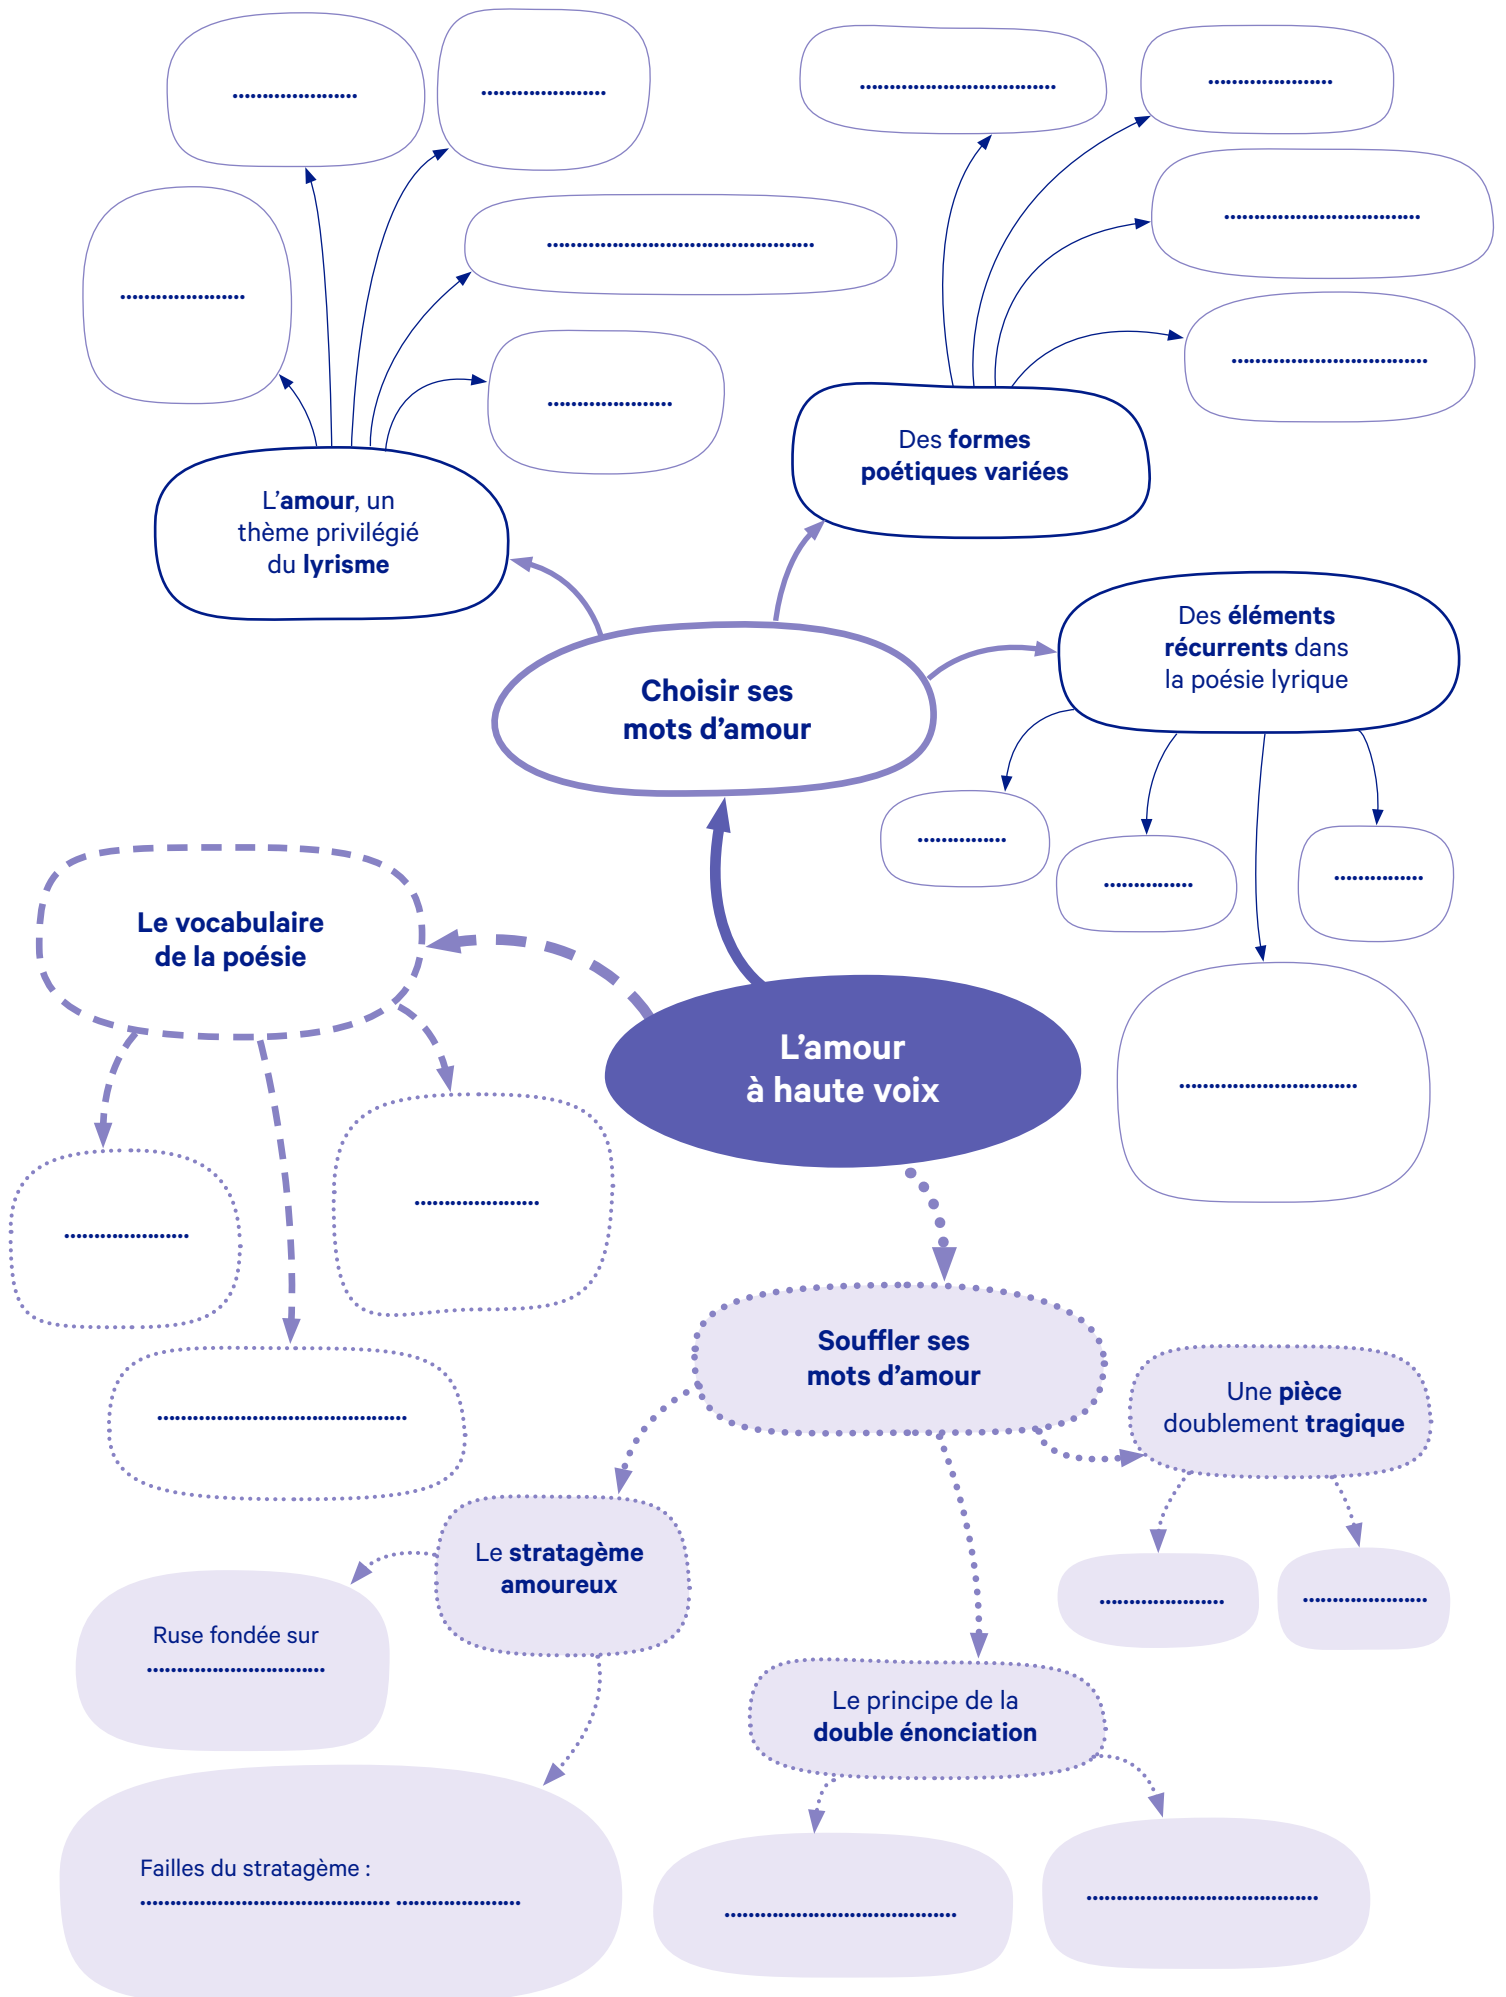 L'amour, un
thème privilégié
du lyrisme
Des formes
poétiques variées
Des éléments
récurrents dans
la poésie lyrique
Choisir ses
mots d'amour
Le vocabulaire
de la poésie
L'amour
à haute voix
Souffler ses
mots d'amour
Une pièce
doublement tragique
Le stratagème
amoureux
Ruse fondée sur
Le principe de la
double énonciation
Failles du stratagème :